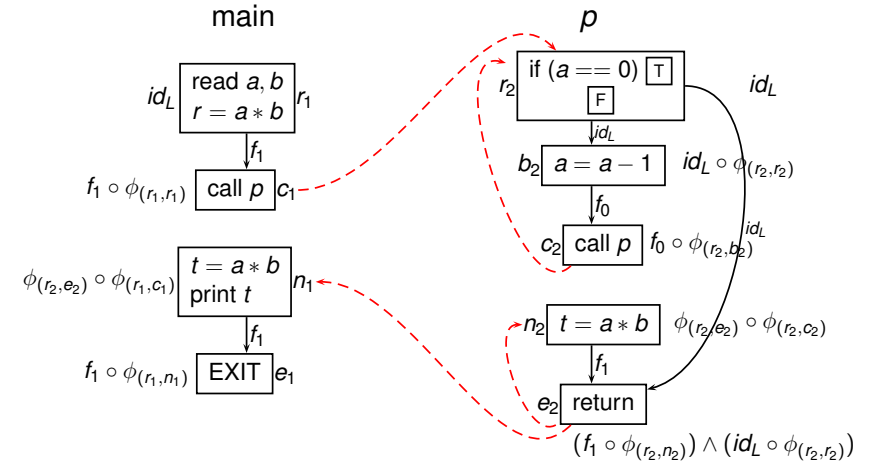 main
id_L
read a, b
r = a ∗ b
r_1
f_1
f_1 ∘ ϕ_(r_1,r_1)
call p
c_1
ϕ_(r_2,e_2) ∘ ϕ_(r_1,c_1)
t = a ∗ b
print t
n_1
f_1
f_1 ∘ ϕ_(r_1,n_1)
EXIT
e_1
p
r_2
if (a == 0) T
F
id_L
id_L
b_2
a = a − 1
id_L ∘ ϕ_(r_2,r_2)
f_0
c_2
call p
f_0 ∘ ϕ_(r_2,b_2)
id_L
n_2
t = a ∗ b
ϕ_(r_2,e_2) ∘ ϕ_(r_2,c_2)
f_1
e_2
return
(f_1 ∘ ϕ_(r_2,n_2)) ∧ (id_L ∘ ϕ_(r_2,r_2))